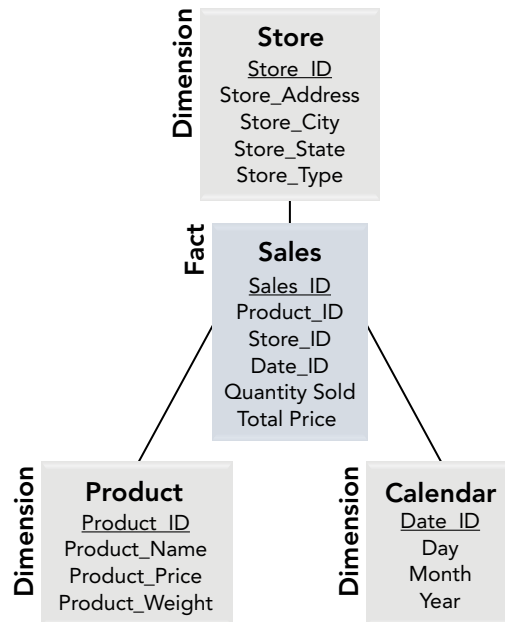 Dimension
Store
Store_ID
Store_Address
Store_City
Store_State
Store_Type
Fact
Sales
Sales_ID
Product_ID
Store_ID
Date_ID
Quantity Sold
Total Price
Dimension
Product
Product_ID
Product_Name
Product_Price
Product_Weight
Dimension
Calendar
Date_ID
Day
Month
Year